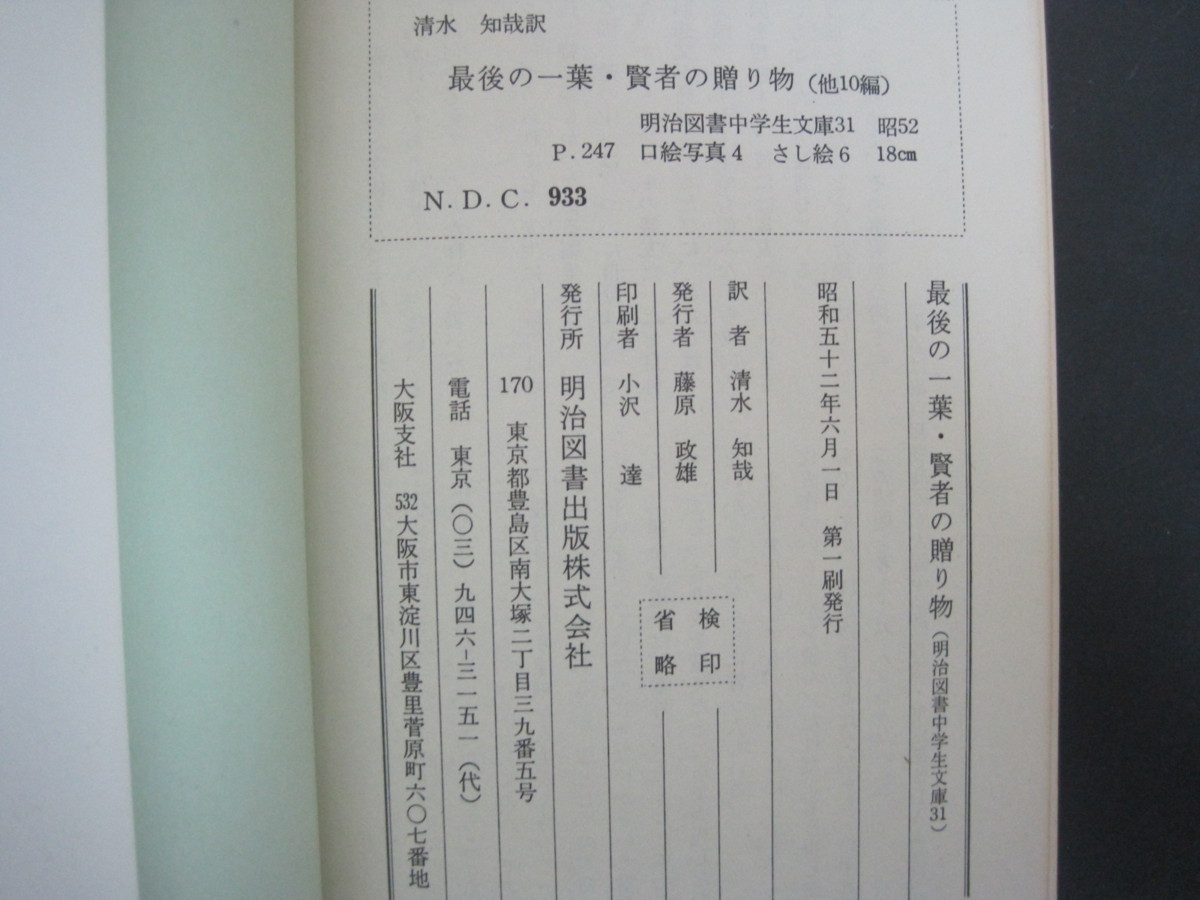 清水 知哉訳
最後の一葉・賢者の贈り物（他10編）
明治図書中学生文庫31 昭52
P.247 口絵写真4 さし絵6 18cm
N.D.C. 933
最後の一葉・賢者の贈り物（明治図書中学生文庫31）
昭和五十二年六月一日 第一刷発行
訳者 清水 知哉
発行者 藤原 政雄
印刷者 小沢 達
検印
省略
発行所 明治図書出版株式会社
170 東京都豊島区南大塚二丁目三九番五号
電話 東京（〇三）九四六−三一五一（代）
大阪支社 532 大阪市東淀川区豊里菅原町六〇七番地